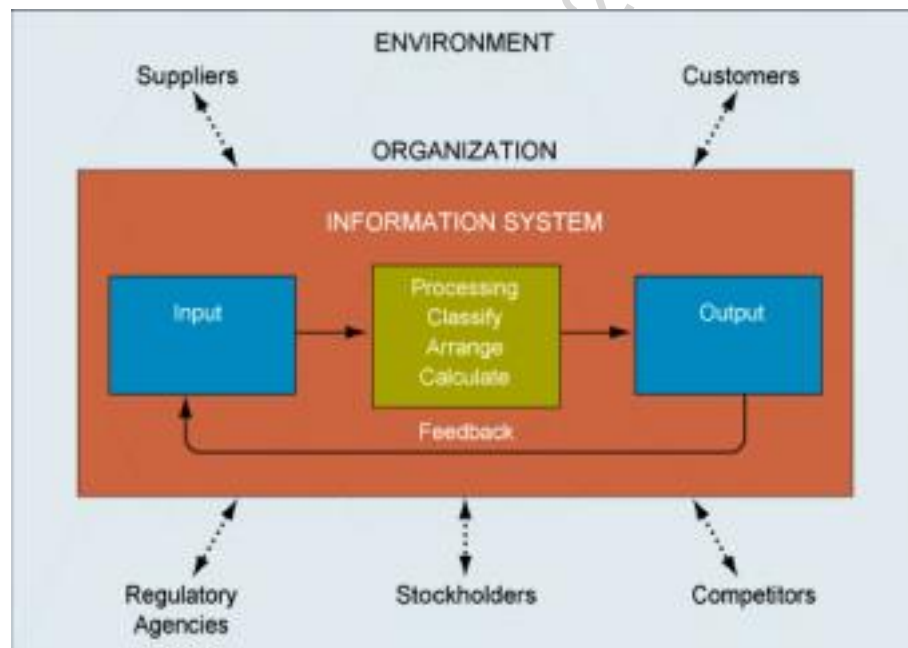 ENVIRONMENT
Suppliers
Customers
ORGANIZATION
INFORMATION SYSTEM
Input
Processing
Classify
Arrange
Calculate
Output
Feedback
Regulatory
Agencies
Stockholders
Competitors